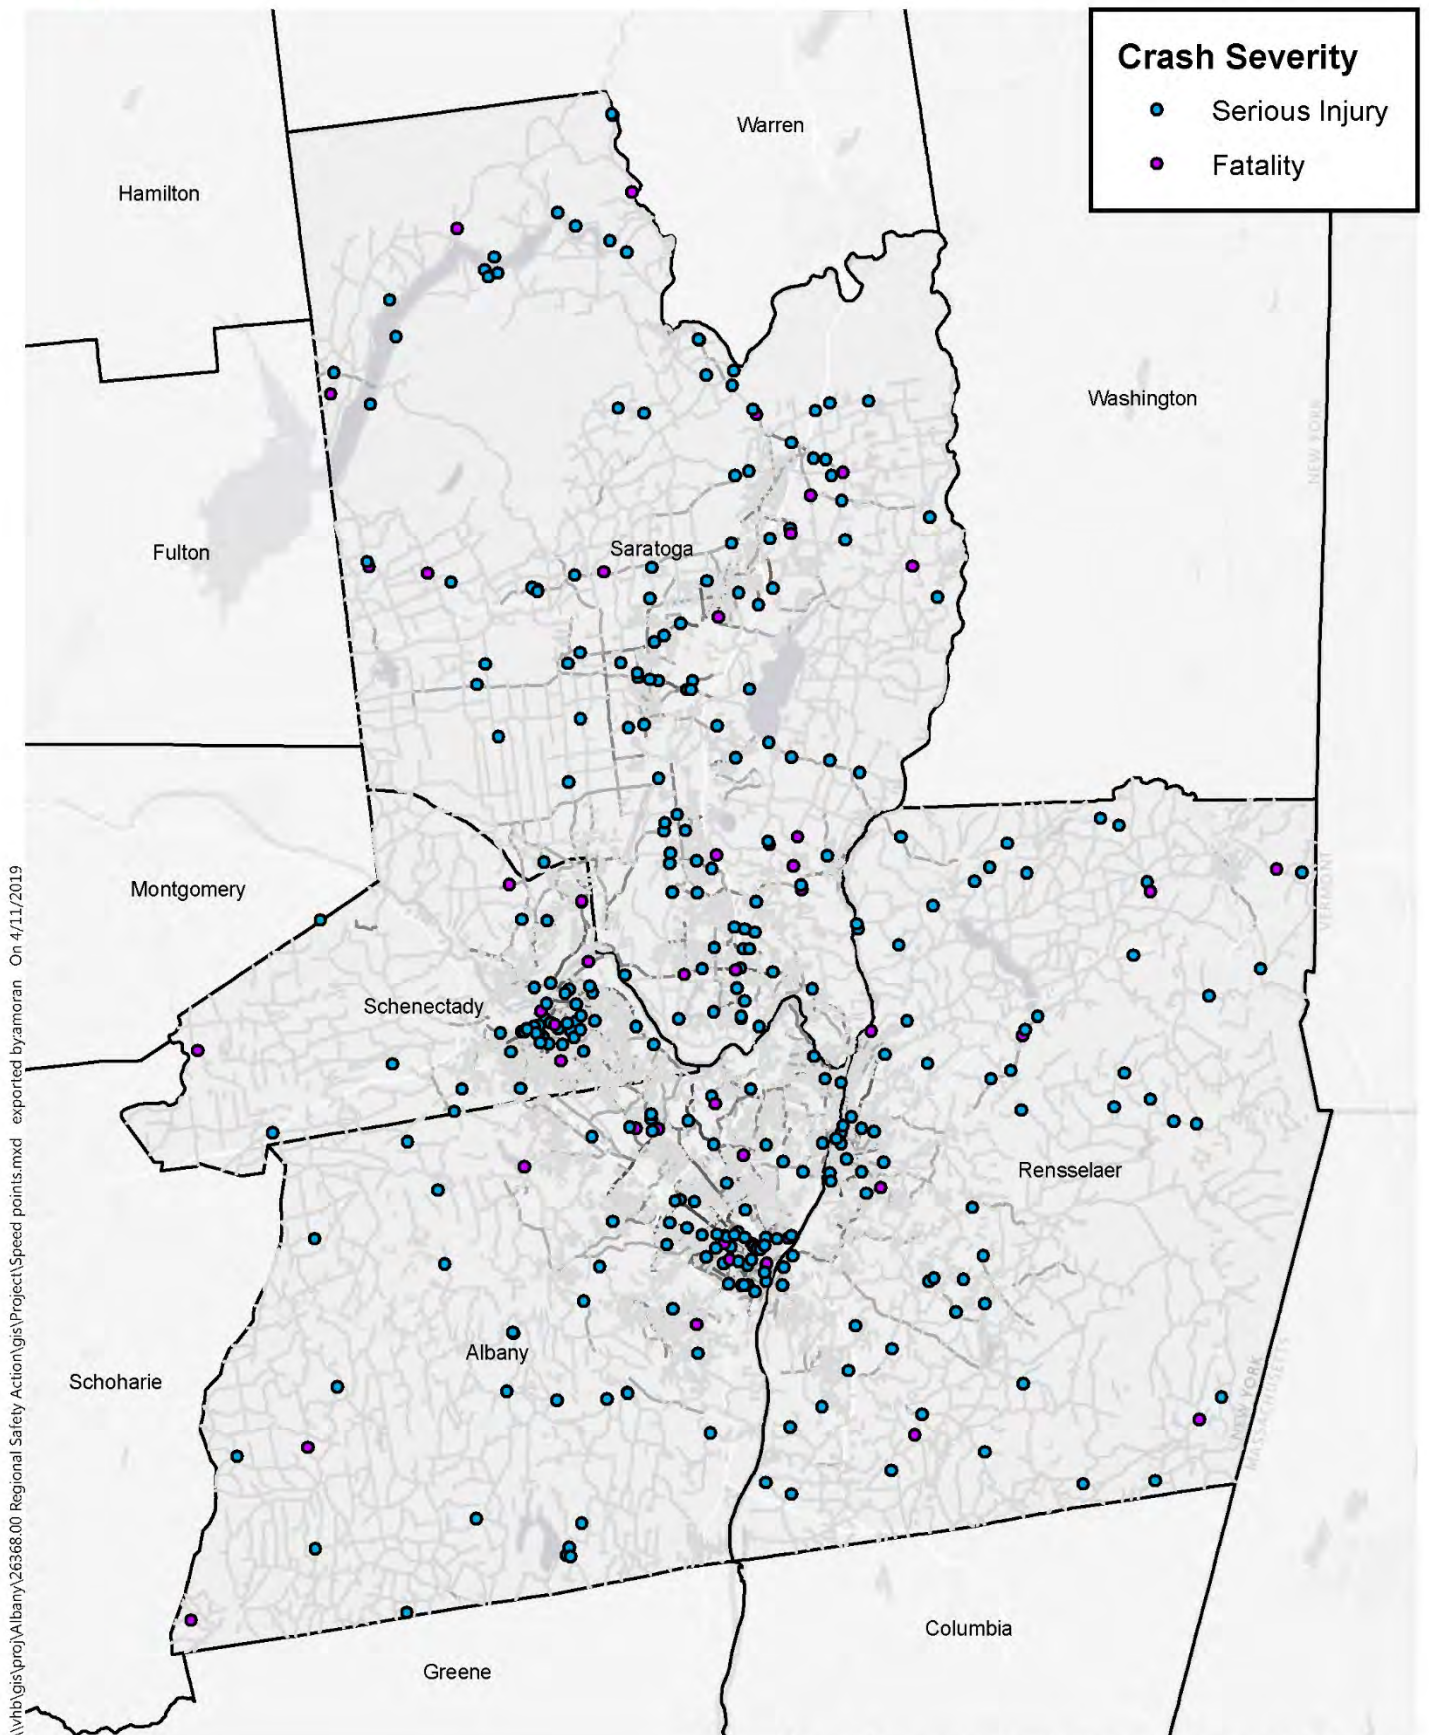 Crash Severity
Serious Injury
Fatality
Warren
Hamilton
Washington
NEW YORK
Fulton
Saratoga
Montgomery
VERMONT
Schenectady
Rensselaer
Albany
Schoharie
NEW YORK
MASSACHUSETTS
Columbia
Greene
\\vhb\gis\proj\Albany\26368.00 Regional Safety Action\gis\Project\Speed points.mxd exported by:amoran On 4/11/2019